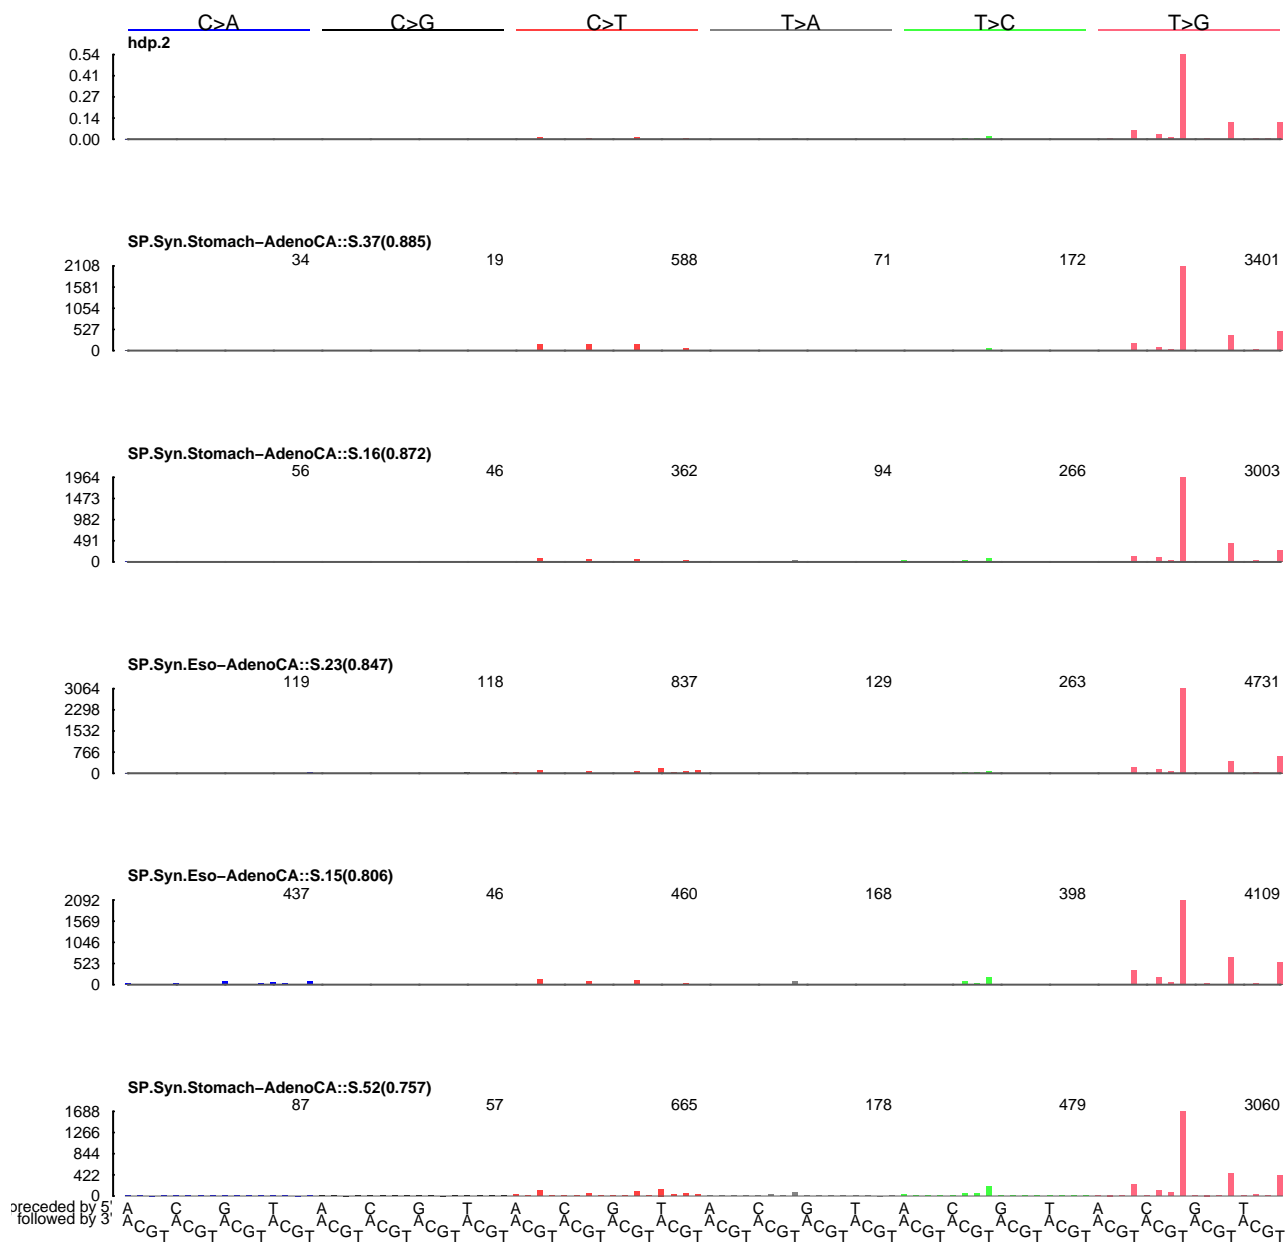 C>A C>G C>T T>A T>C T>G
hdp.2
0.54
0.41
0.27
0.14
0.00
SP.Syn.Stomach−AdenoCA::S.37(0.885)
34 19 588 71 172 3401
2108
1581
1054
527
0
SP.Syn.Stomach−AdenoCA::S.16(0.872)
56 46 362 94 266 3003
1964
1473
982
491
0
SP.Syn.Eso−AdenoCA::S.23(0.847)
119 118 837 129 263 4731
3064
2298
1532
766
0
SP.Syn.Eso−AdenoCA::S.15(0.806)
437 46 460 168 398 4109
2092
1569
1046
523
0
SP.Syn.Stomach−AdenoCA::S.52(0.757)
87 57 665 178 479 3060
1688
1266
844
422
0
preceded by 5' A C G T A C G T A C G T A C G T A C G T A C G T
followed by 3' A C G T A C G T A C G T A C G T A C G T A C G T A C G T A C G T A C G T A C G T A C G T A C G T A C G T A C G T A C G T A C G T A C G T A C G T A C G T A C G T A C G T A C G T A C G T A C G T